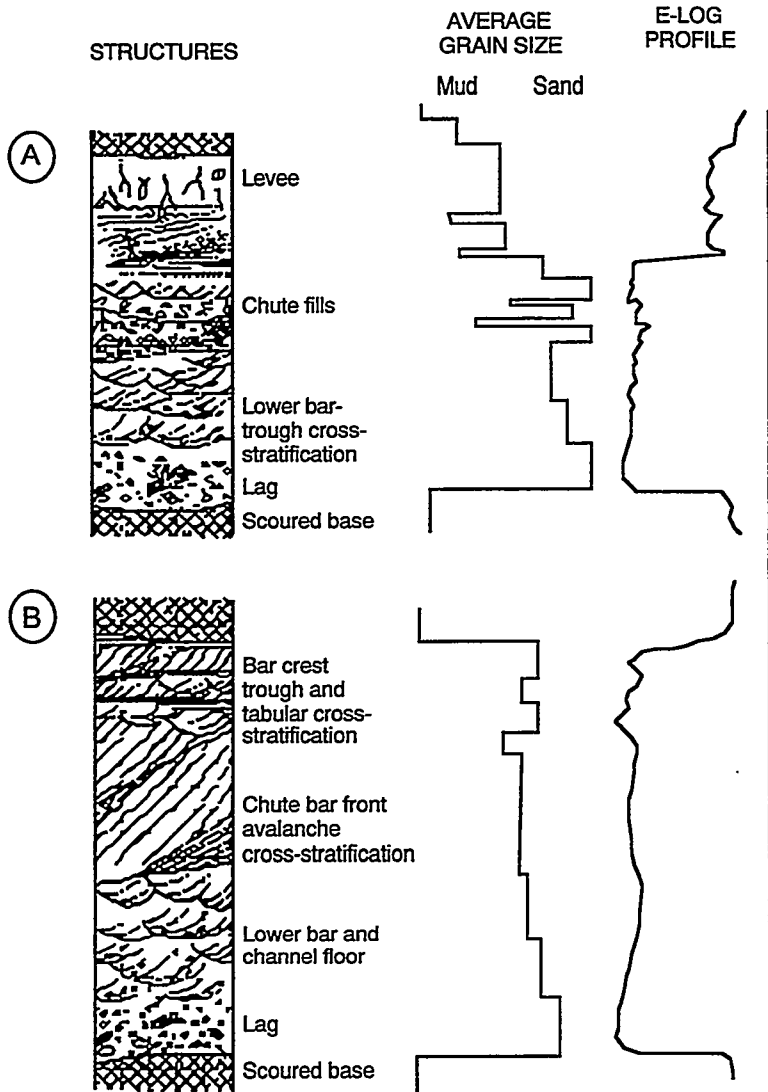 STRUCTURES
AVERAGE
GRAIN SIZE
E-LOG
PROFILE
Mud
Sand
A
Levee
Chute fills
Lower bar-
trough cross-
stratification
Lag
Scoured base
B
Bar crest
trough and
tabular cross-
stratification
Chute bar front
avalanche
cross-stratification
Lower bar and
channel floor
Lag
Scoured base